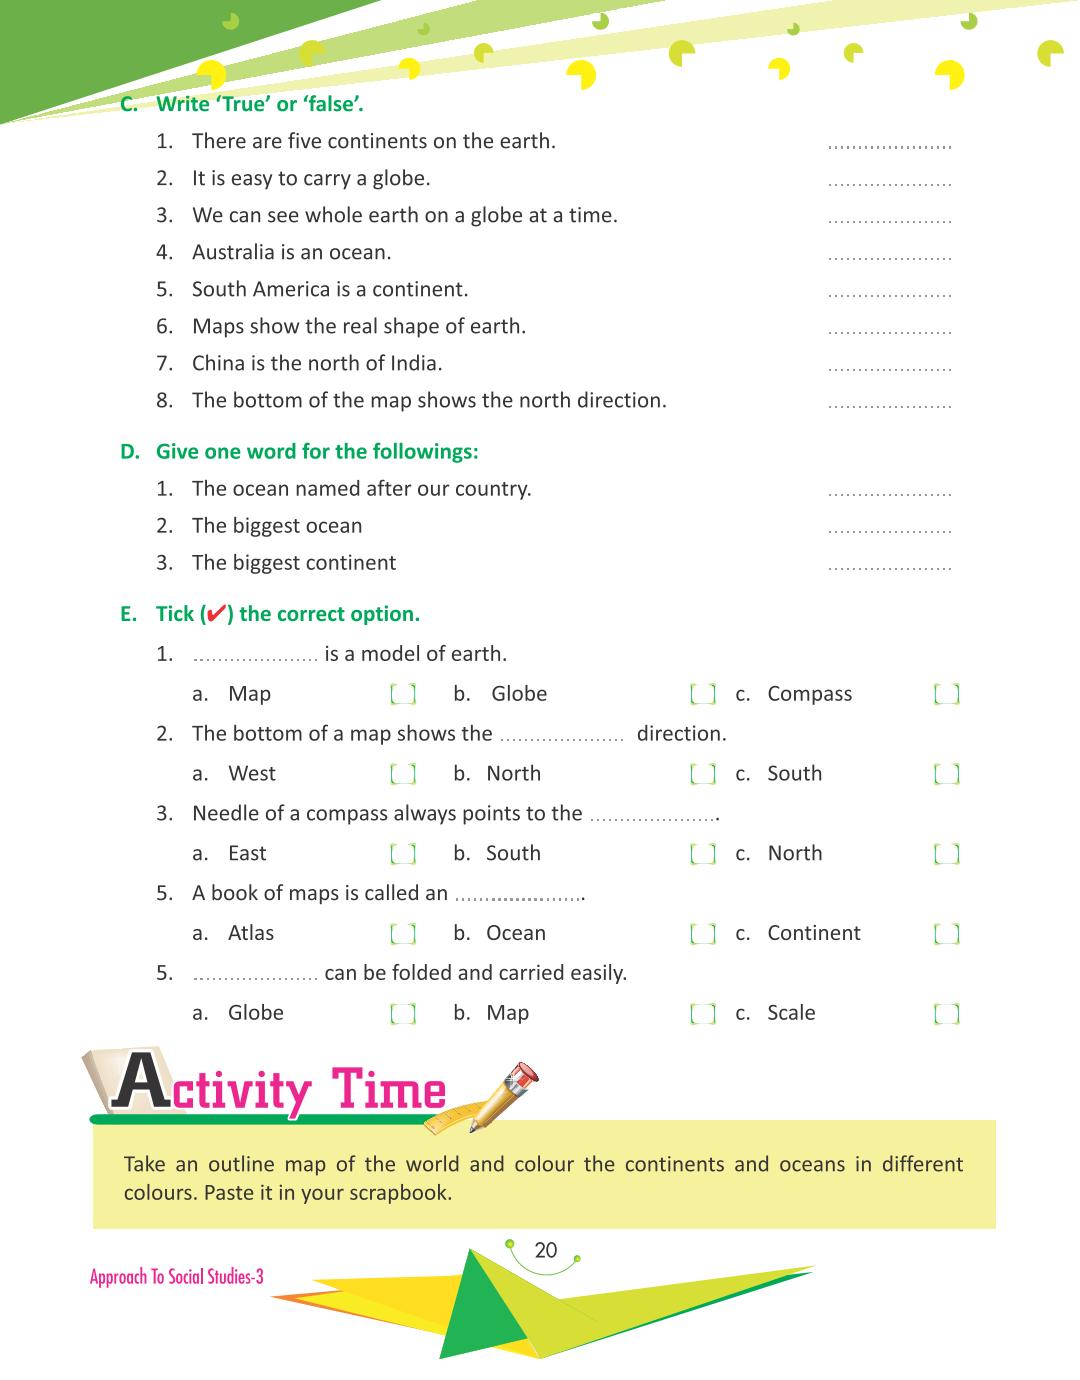 C. Write ‘True’ or ‘false’.
1. There are five continents on the earth. .....................
2. It is easy to carry a globe. .....................
3. We can see whole earth on a globe at a time. .....................
4. Australia is an ocean. .....................
5. South America is a continent. .....................
6. Maps show the real shape of earth. .....................
7. China is the north of India. .....................
8. The bottom of the map shows the north direction. .....................
D. Give one word for the followings:
1. The ocean named after our country. .....................
2. The biggest ocean .....................
3. The biggest continent .....................
E. Tick (✔) the correct option.
1. ..................... is a model of earth.
a. Map b. Globe c. Compass
2. The bottom of a map shows the ..................... direction.
a. West b. North c. South
3. Needle of a compass always points to the .....................
a. East b. South c. North
5. A book of maps is called an .....................
a. Atlas b. Ocean c. Continent
5. ..................... can be folded and carried easily.
a. Globe b. Map c. Scale
Activity Time
Take an outline map of the world and colour the continents and oceans in different
colours. Paste it in your scrapbook.
20
Approach To Social Studies-3